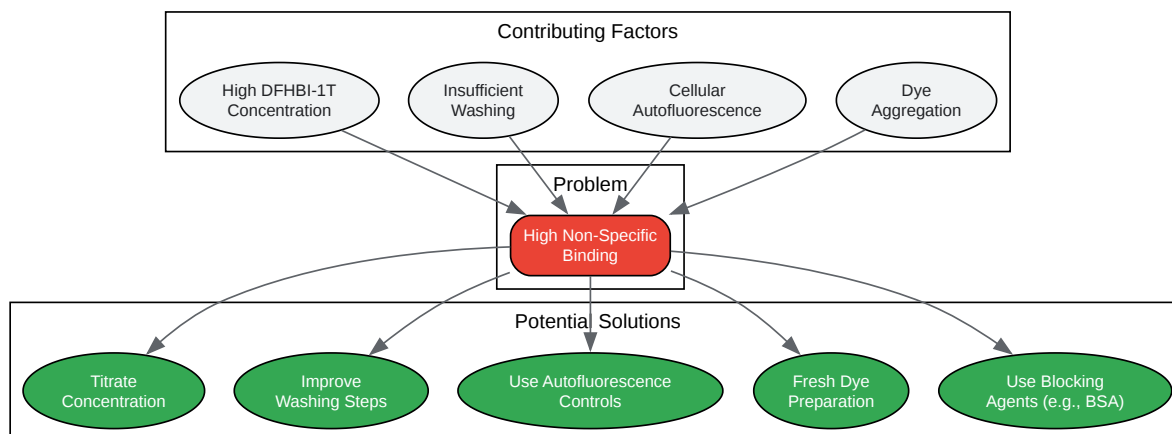 Contributing Factors
High DFHBI-1T
Concentration
Insufficient
Washing
Cellular
Autofluorescence
Dye
Aggregation
Problem
High Non-Specific
Binding
Potential Solutions
Titrate
Concentration
Improve
Washing Steps
Use Autofluorescence
Controls
Fresh Dye
Preparation
Use Blocking
Agents (e.g., BSA)